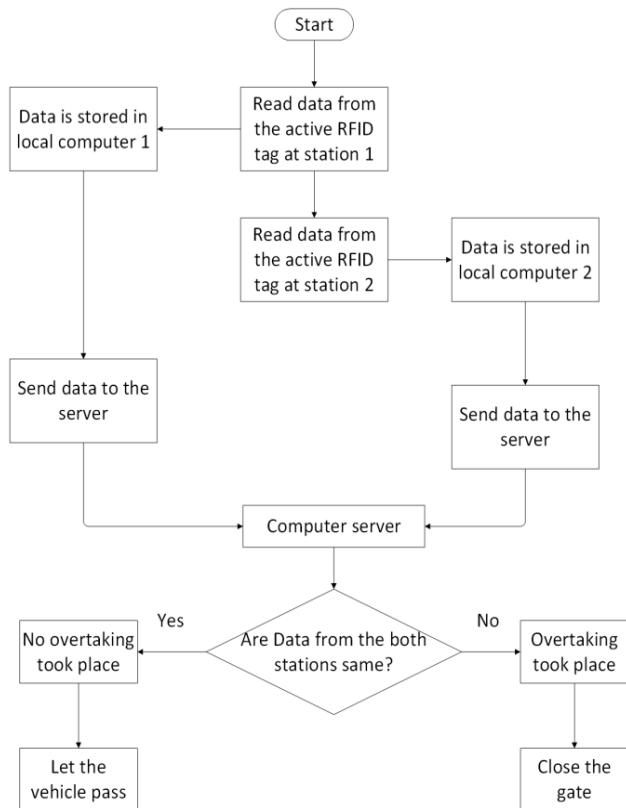 Start
Data is stored in
local computer 1
Read data from
the active RFID
tag at station 1
Read data from
the active RFID
tag at station 2
Data is stored in
local computer 2
Send data to the
server
Send data to the
server
Computer server
Yes
No
No overtaking
took place
Are Data from the both
stations same?
Overtaking
took place
Let the
vehicle pass
Close the
gate